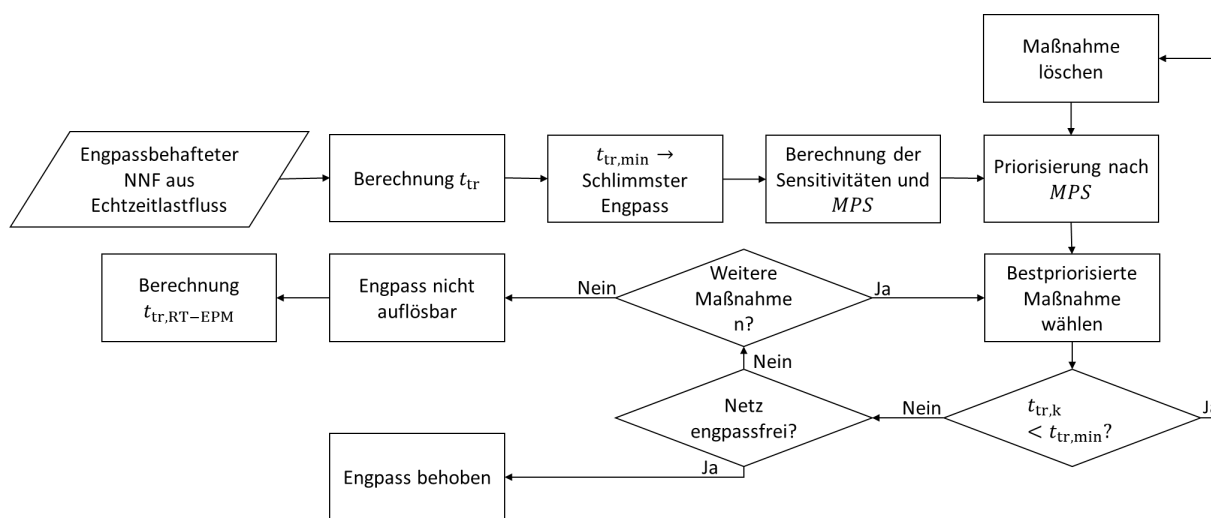 Maßnahme
löschen
Engpassbehafteter
NNF aus
Echtzeitlastfluss
Berechnung t_tr
t_tr,min →
Schlimmster
Engpass
Berechnung der
Sensitivitäten und
MPS
Priorisierung nach
MPS
Berechnung
t_tr,RT−EPM
Engpass nicht
auflösbar
Nein
Weitere
Maßnahme
n?
Ja
Bestpriorisierte
Maßnahme
wählen
Nein
Netz
engpassfrei?
Nein
t_tr,k
< t_tr,min?
Ja
Engpass behoben
Ja